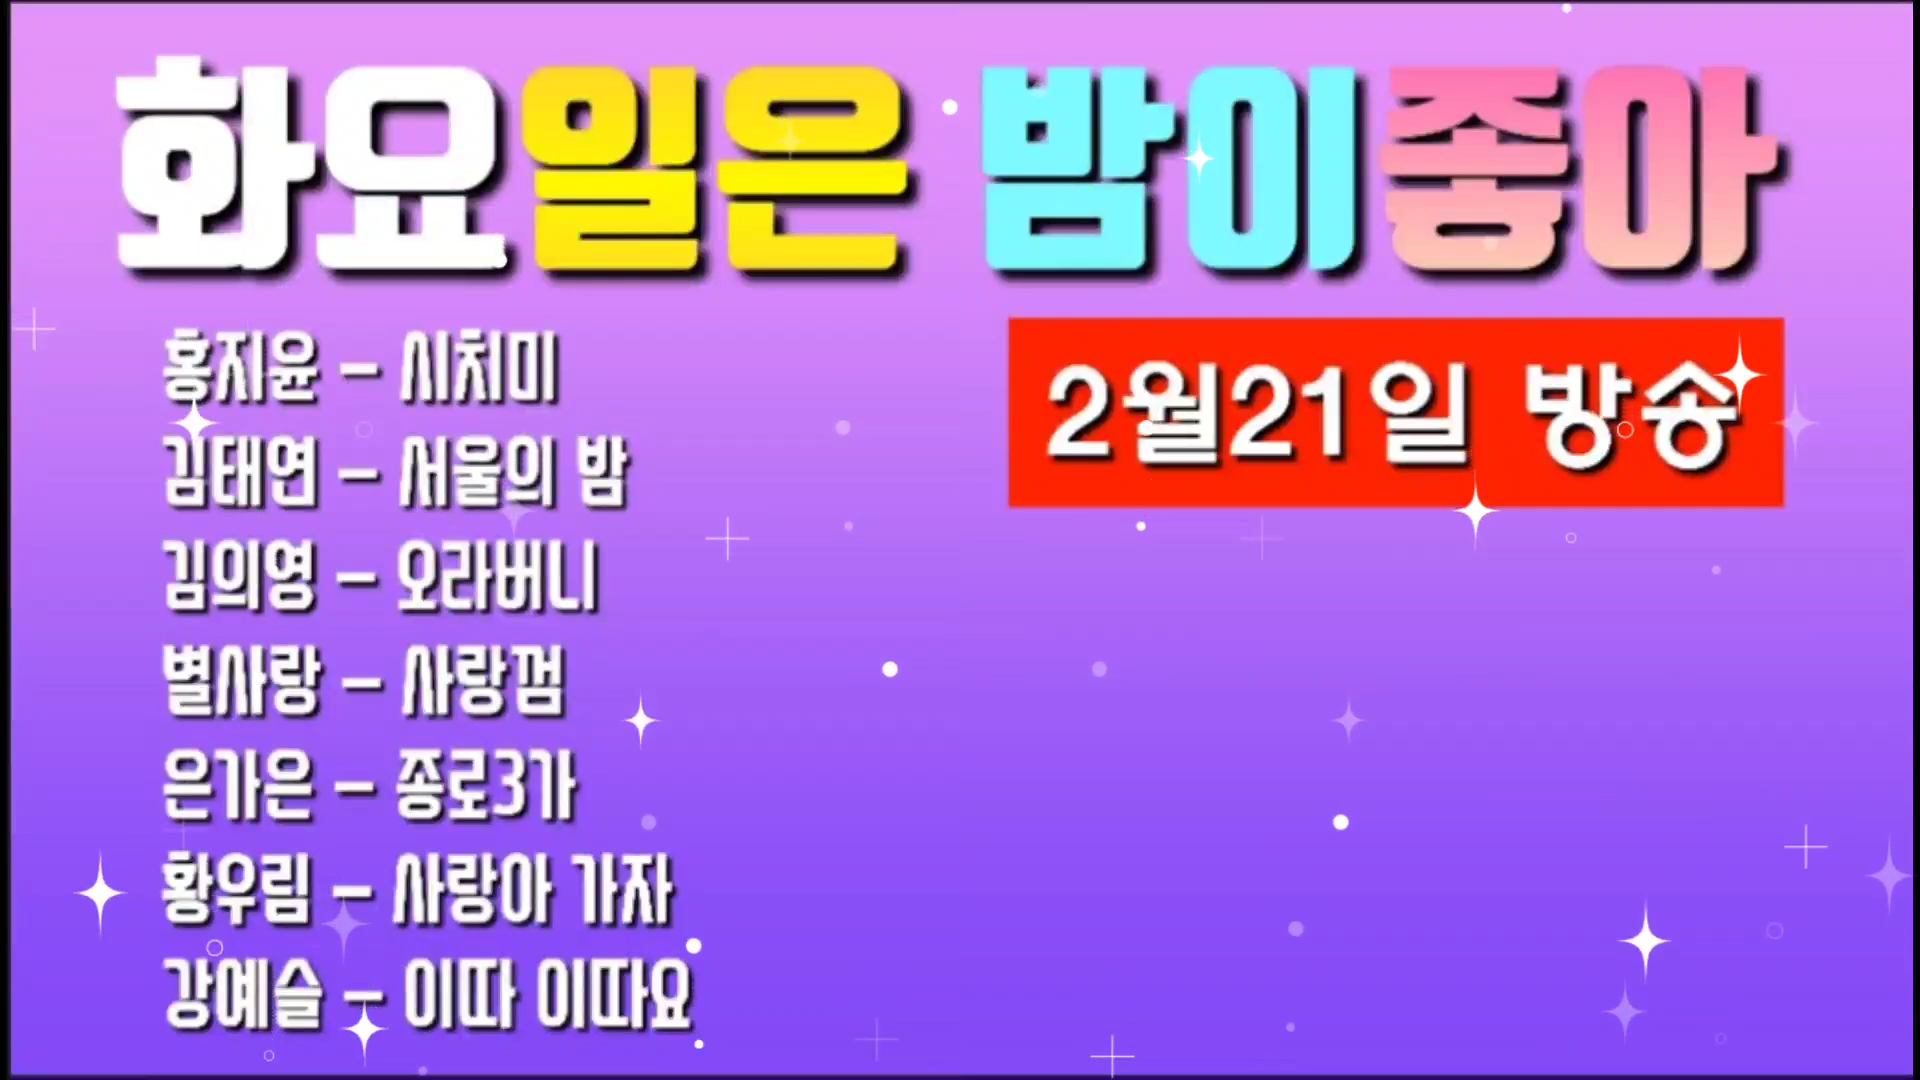 화요일은 밤이좋아
2월21일 방송
홍지윤 - 시치미
김태연 - 서울의 밤
김의영 - 오라버니
별사랑 - 사랑껌
은가은 - 종로3가
황우림 - 사랑아 가자
강예슬 - 이따 이따요